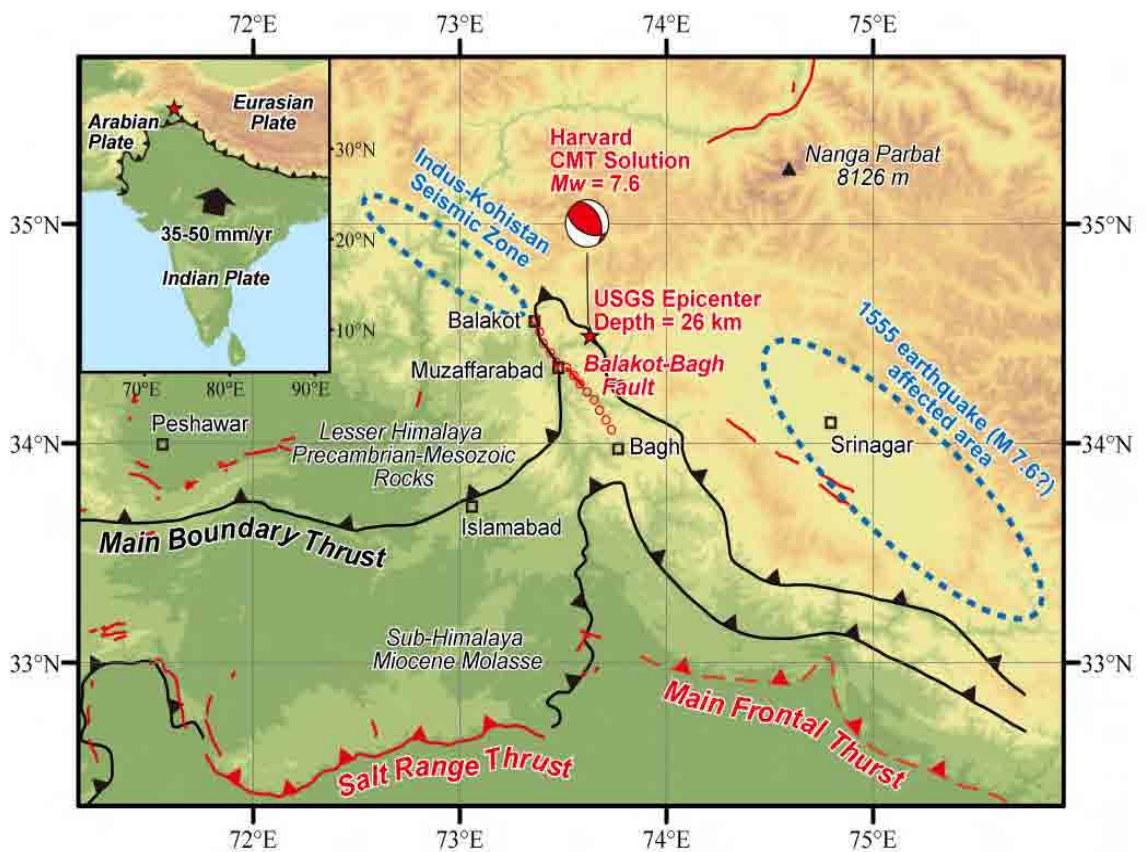 72°E
73°E
74°E
75°E
Eurasian
Plate
Arabian
Plate
30°N
20°N
10°N
35-50 mm/yr
Indian Plate
70°E
80°E
90°E
Harvard
CMT Solution
Mw = 7.6
Nanga Parbat
8126 m
Indus-Kohistan
Seismic Zone
35°N
35°N
USGS Epicenter
Depth = 26 km
Balakot
Muzaffarabad
Balakot-Bagh
Fault
1555 earthquake (M 7.6?)
affected area
Peshawar
34°N
34°N
Lesser Himalaya
Precambrian-Mesozoic
Rocks
Bagh
Srinagar
Islamabad
Main Boundary Thrust
Sub-Himalaya
Miocene Molasse
33°N
33°N
Main Frontal Thurst
Salt Range Thrust
72°E
73°E
74°E
75°E